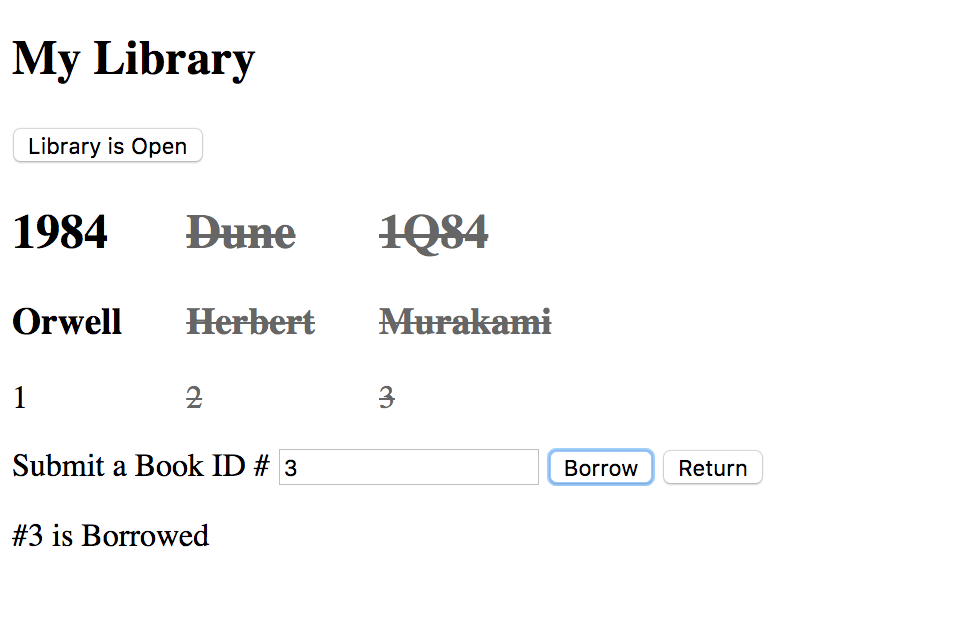 My Library
Library is Open
1984 Dune 1Q84
Orwell Herbert Murakami
1 2 3
Submit a Book ID # 3 Borrow Return
#3 is Borrowed